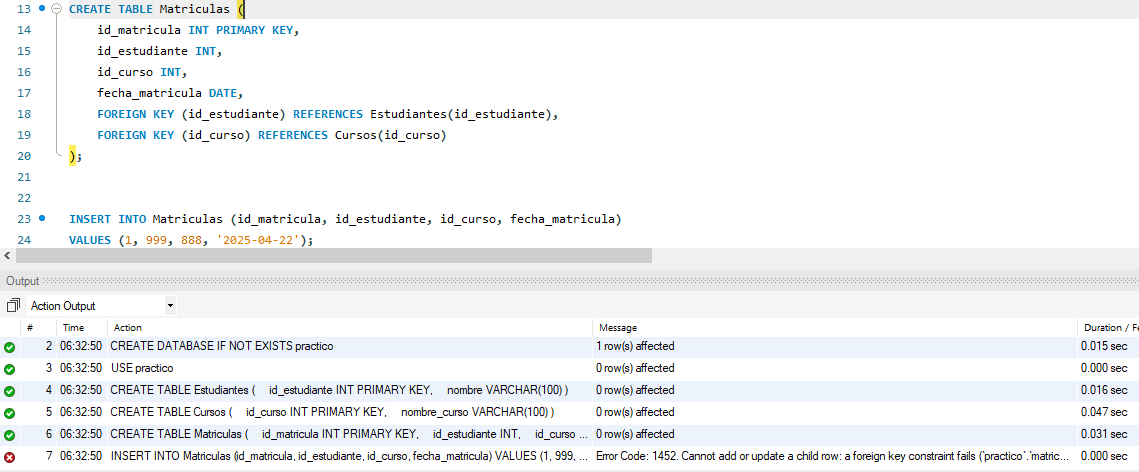 13 CREATE TABLE Matriculas (
14 id_matricula INT PRIMARY KEY,
15 id_estudiante INT,
16 id_curso INT,
17 fecha_matricula DATE,
18 FOREIGN KEY (id_estudiante) REFERENCES Estudiantes(id_estudiante),
19 FOREIGN KEY (id_curso) REFERENCES Cursos(id_curso)
20 );
21
22
23 INSERT INTO Matriculas (id_matricula, id_estudiante, id_curso, fecha_matricula)
24 VALUES (1, 999, 888, '2025-04-22');
Output
Action Output
# Time Action Message Duration / Fe
2 06:32:50 CREATE DATABASE IF NOT EXISTS practico 1 row(s) affected 0.015 sec
3 06:32:50 USE practico 0 row(s) affected 0.000 sec
4 06:32:50 CREATE TABLE Estudiantes ( id_estudiante INT PRIMARY KEY, nombre VARCHAR(100) ) 0 row(s) affected 0.016 sec
5 06:32:50 CREATE TABLE Cursos ( id_curso INT PRIMARY KEY, nombre_curso VARCHAR(100) ) 0 row(s) affected 0.047 sec
6 06:32:50 CREATE TABLE Matriculas ( id_matricula INT PRIMARY KEY, id_estudiante INT, id_curso ... 0 row(s) affected 0.031 sec
7 06:32:50 INSERT INTO Matriculas (id_matricula, id_estudiante, id_curso, fecha_matricula) VALUES (1, 999, ... Error Code: 1452. Cannot add or update a child row: a foreign key constraint fails (`practico`.`matric... 0.000 sec